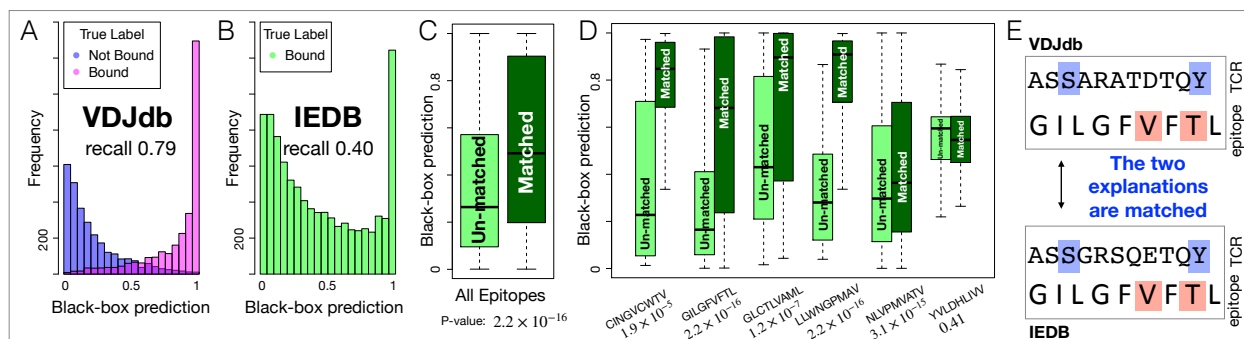 A
True Label
Not Bound
Bound
VDJdb
recall 0.79
Frequency
200
0
0.5
1
Black-box prediction
B
True Label
Bound
IEDB
recall 0.40
Frequency
200
0
0.5
1
Black-box prediction
C
Black-box prediction
0.8
0
Un-matched
Matched
All Epitopes
P-value: 2.2 × 10⁻¹⁶
D
Black-box prediction
0.8
0
Un-matched
Matched
Un-matched
Matched
Un-matched
Matched
Un-matched
Matched
Un-matched
Matched
Un-matched
Matched
CINGVCWTV
1.9 × 10⁻⁵
GILGFVFTL
2.2 × 10⁻¹⁶
GLCTLVAML
1.2 × 10⁻⁷
LLWNGPMAV
2.2 × 10⁻¹⁶
NLVPMVATV
3.1 × 10⁻¹⁵
YVLDHLIVV
0.41
E
VDJdb
ASSARATDTQY
TCR
GILGFVFTL
epitope
The two
explanations
are matched
ASSGRSQETQY
TCR
GILGFVFTL
epitope
IEDB